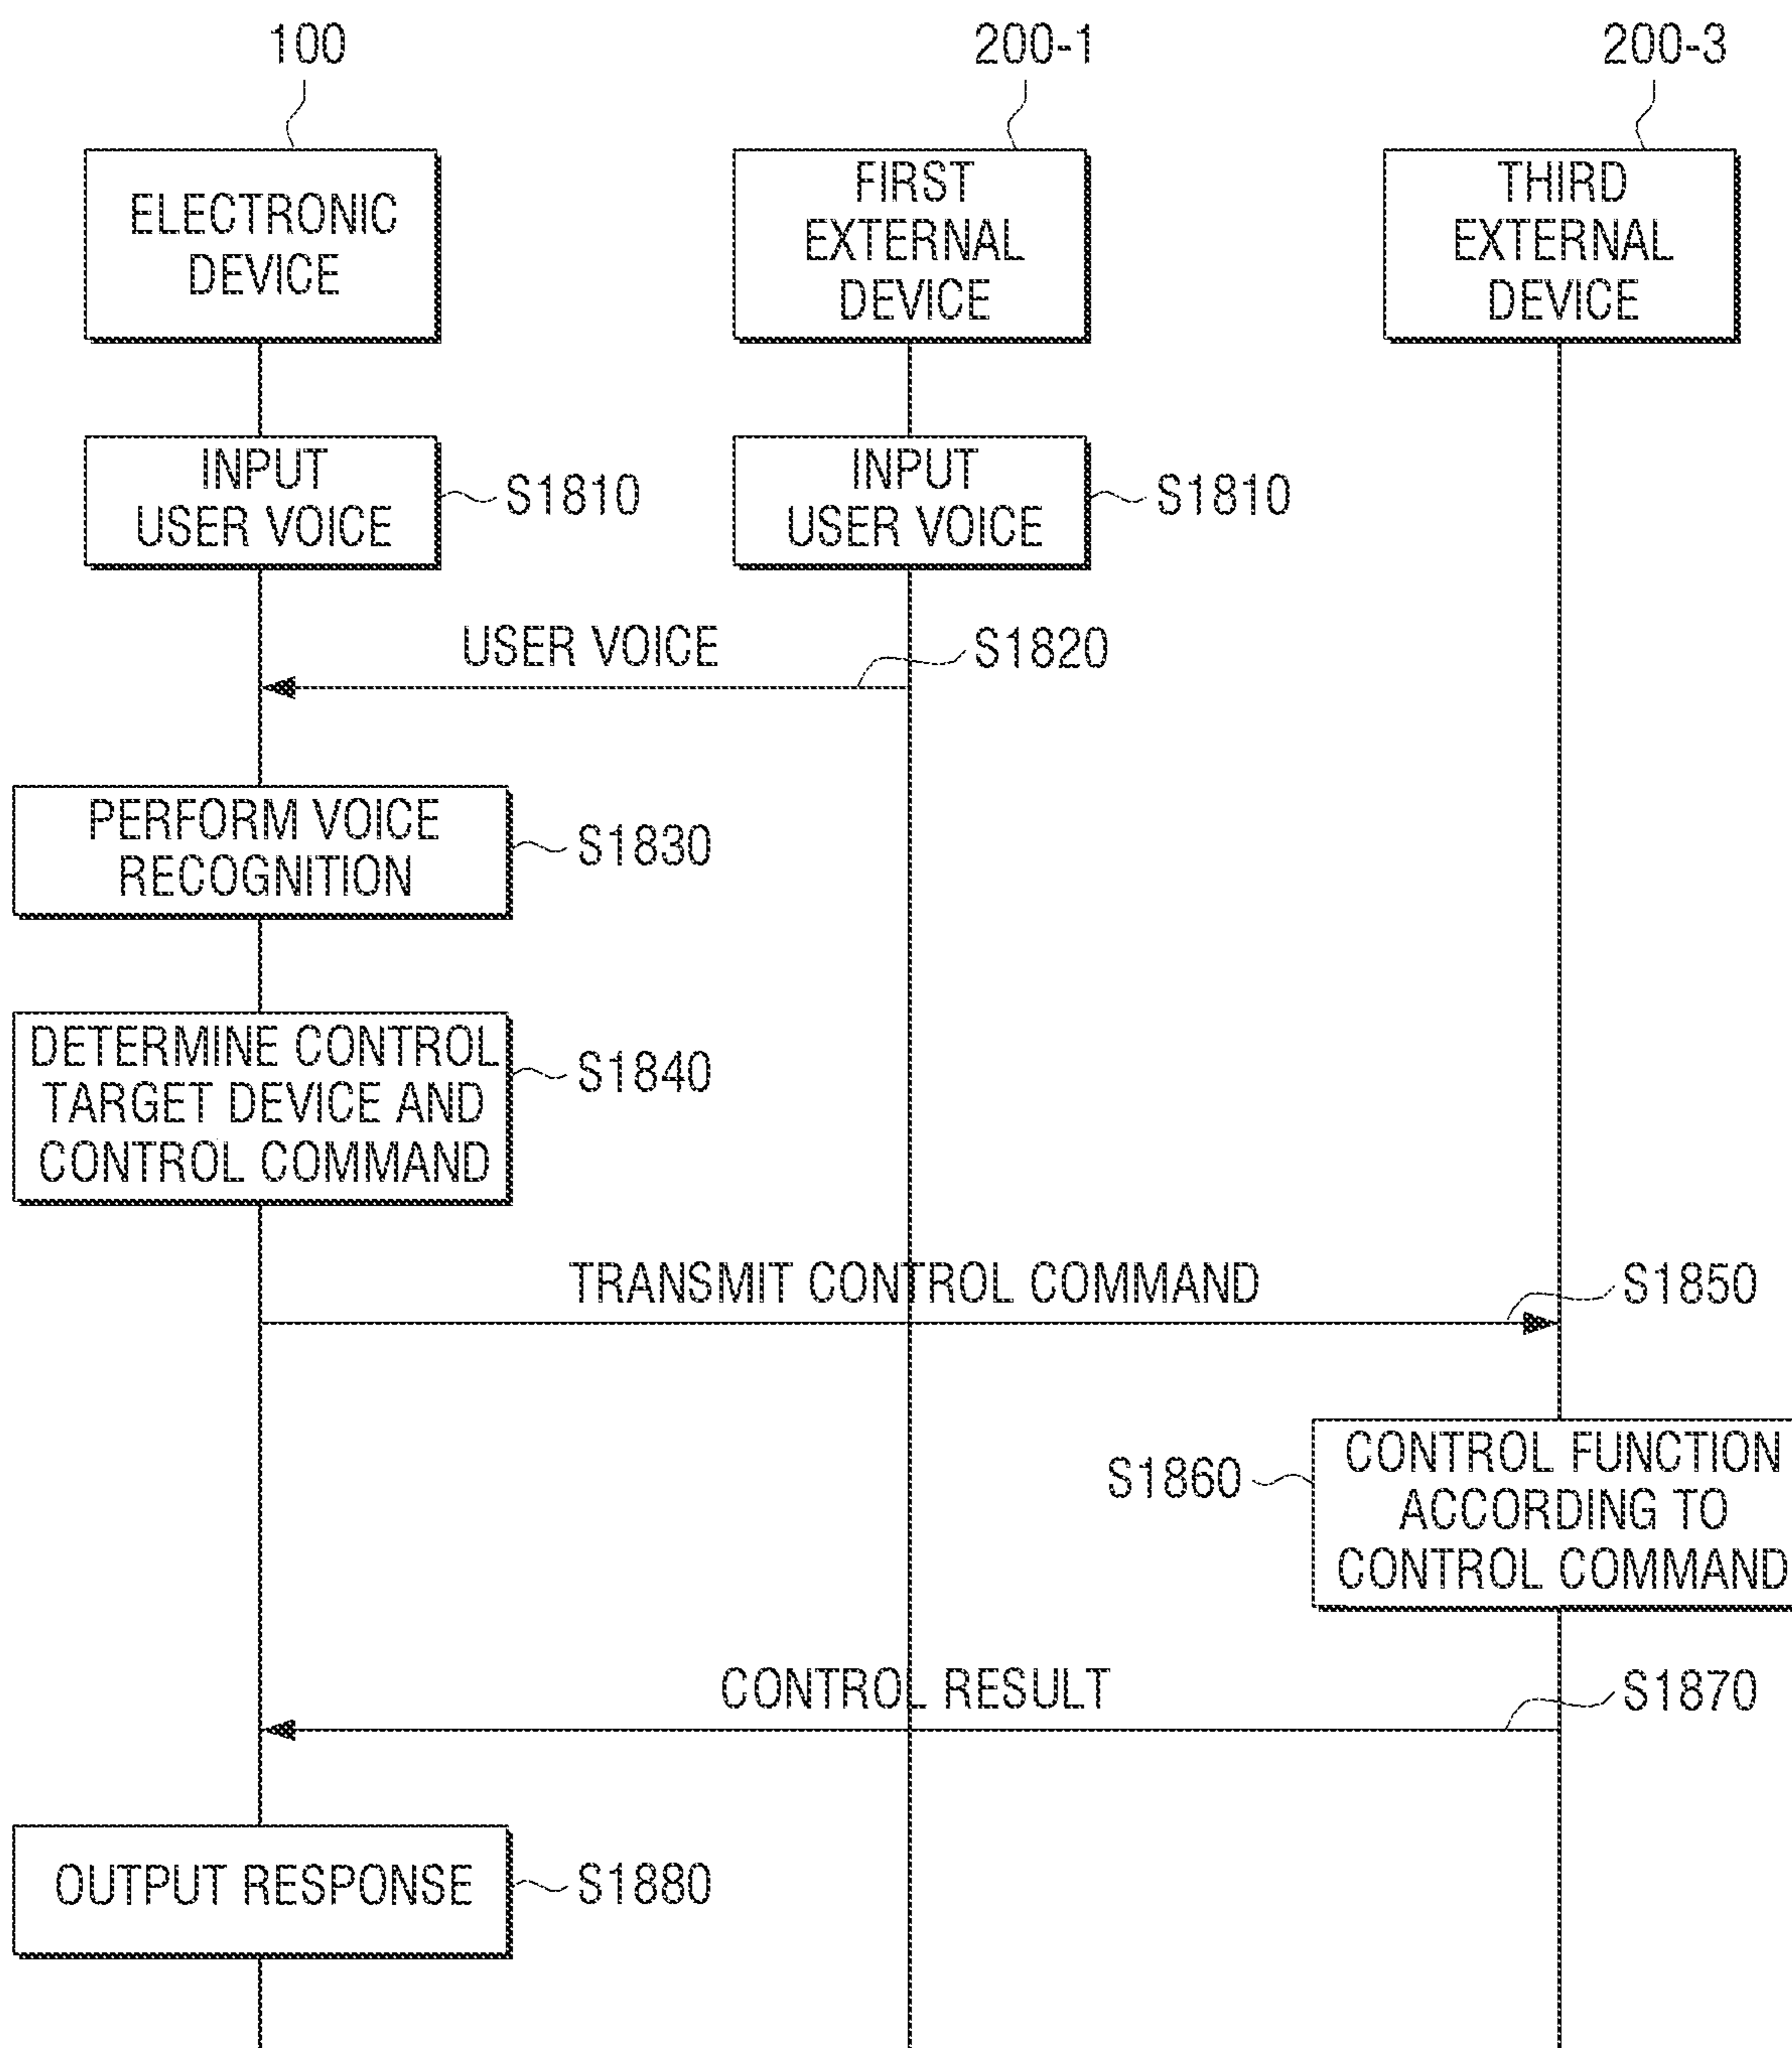 100
200-1
200-3
ELECTRONIC
DEVICE
FIRST
EXTERNAL
DEVICE
THIRD
EXTERNAL
DEVICE
INPUT
USER VOICE
S1810
INPUT
USER VOICE
S1810
USER VOICE
S1820
PERFORM VOICE
RECOGNITION
S1830
DETERMINE CONTROL
TARGET DEVICE AND
CONTROL COMMAND
S1840
TRANSMIT CONTROL COMMAND
S1850
S1860
CONTROL FUNCTION
ACCORDING TO
CONTROL COMMAND
CONTROL RESULT
S1870
OUTPUT RESPONSE
S1880